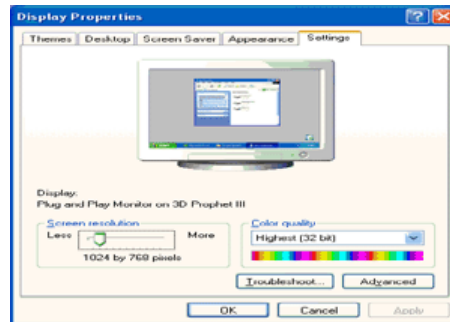 Display Properties
Themes Desktop Screen Saver Appearance Settings
Display:
Plug and Play Monitor on 3D Prophet III
Screen resolution
Less More
1024 by 768 pixels
Color quality
Highest (32 bit)
Troubleshoot... Advanced
OK Cancel Apply